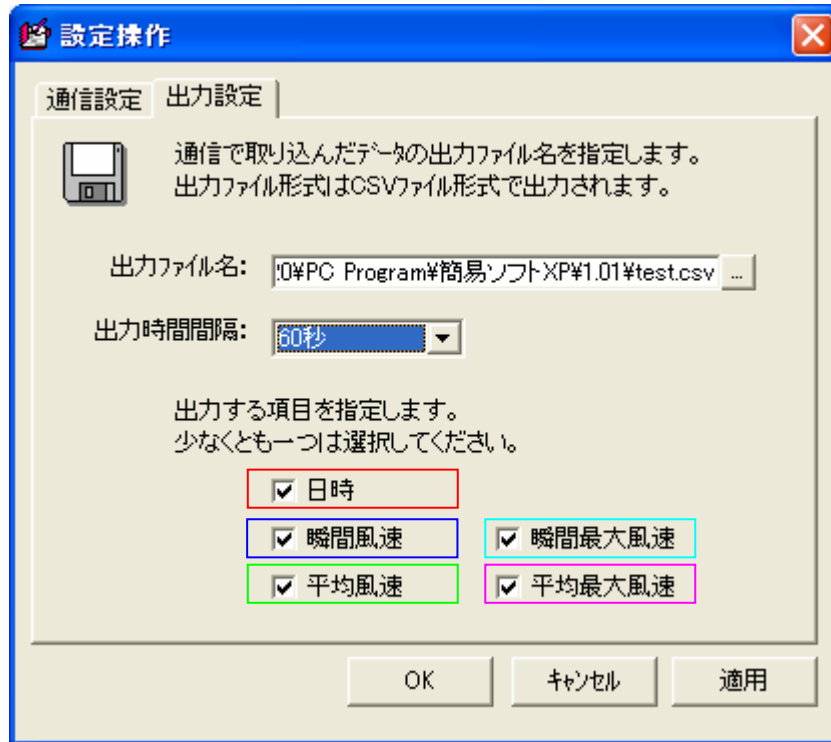 設定操作
通信設定 出力設定
通信で取り込んだﾃﾞｰﾀの出力ﾌｧｲﾙ名を指定します。
出力ﾌｧｲﾙ形式はCSVﾌｧｲﾙ形式で出力されます。
出力ﾌｧｲﾙ名: :0¥PC Program¥簡易ソフトXP¥1.01¥test.csv ...
出力時間間隔: 60秒
出力する項目を指定します。
少なくとも一つは選択してください。
日時
瞬間風速 瞬間最大風速
平均風速 平均最大風速
OK ｷｬﾝｾﾙ 適用